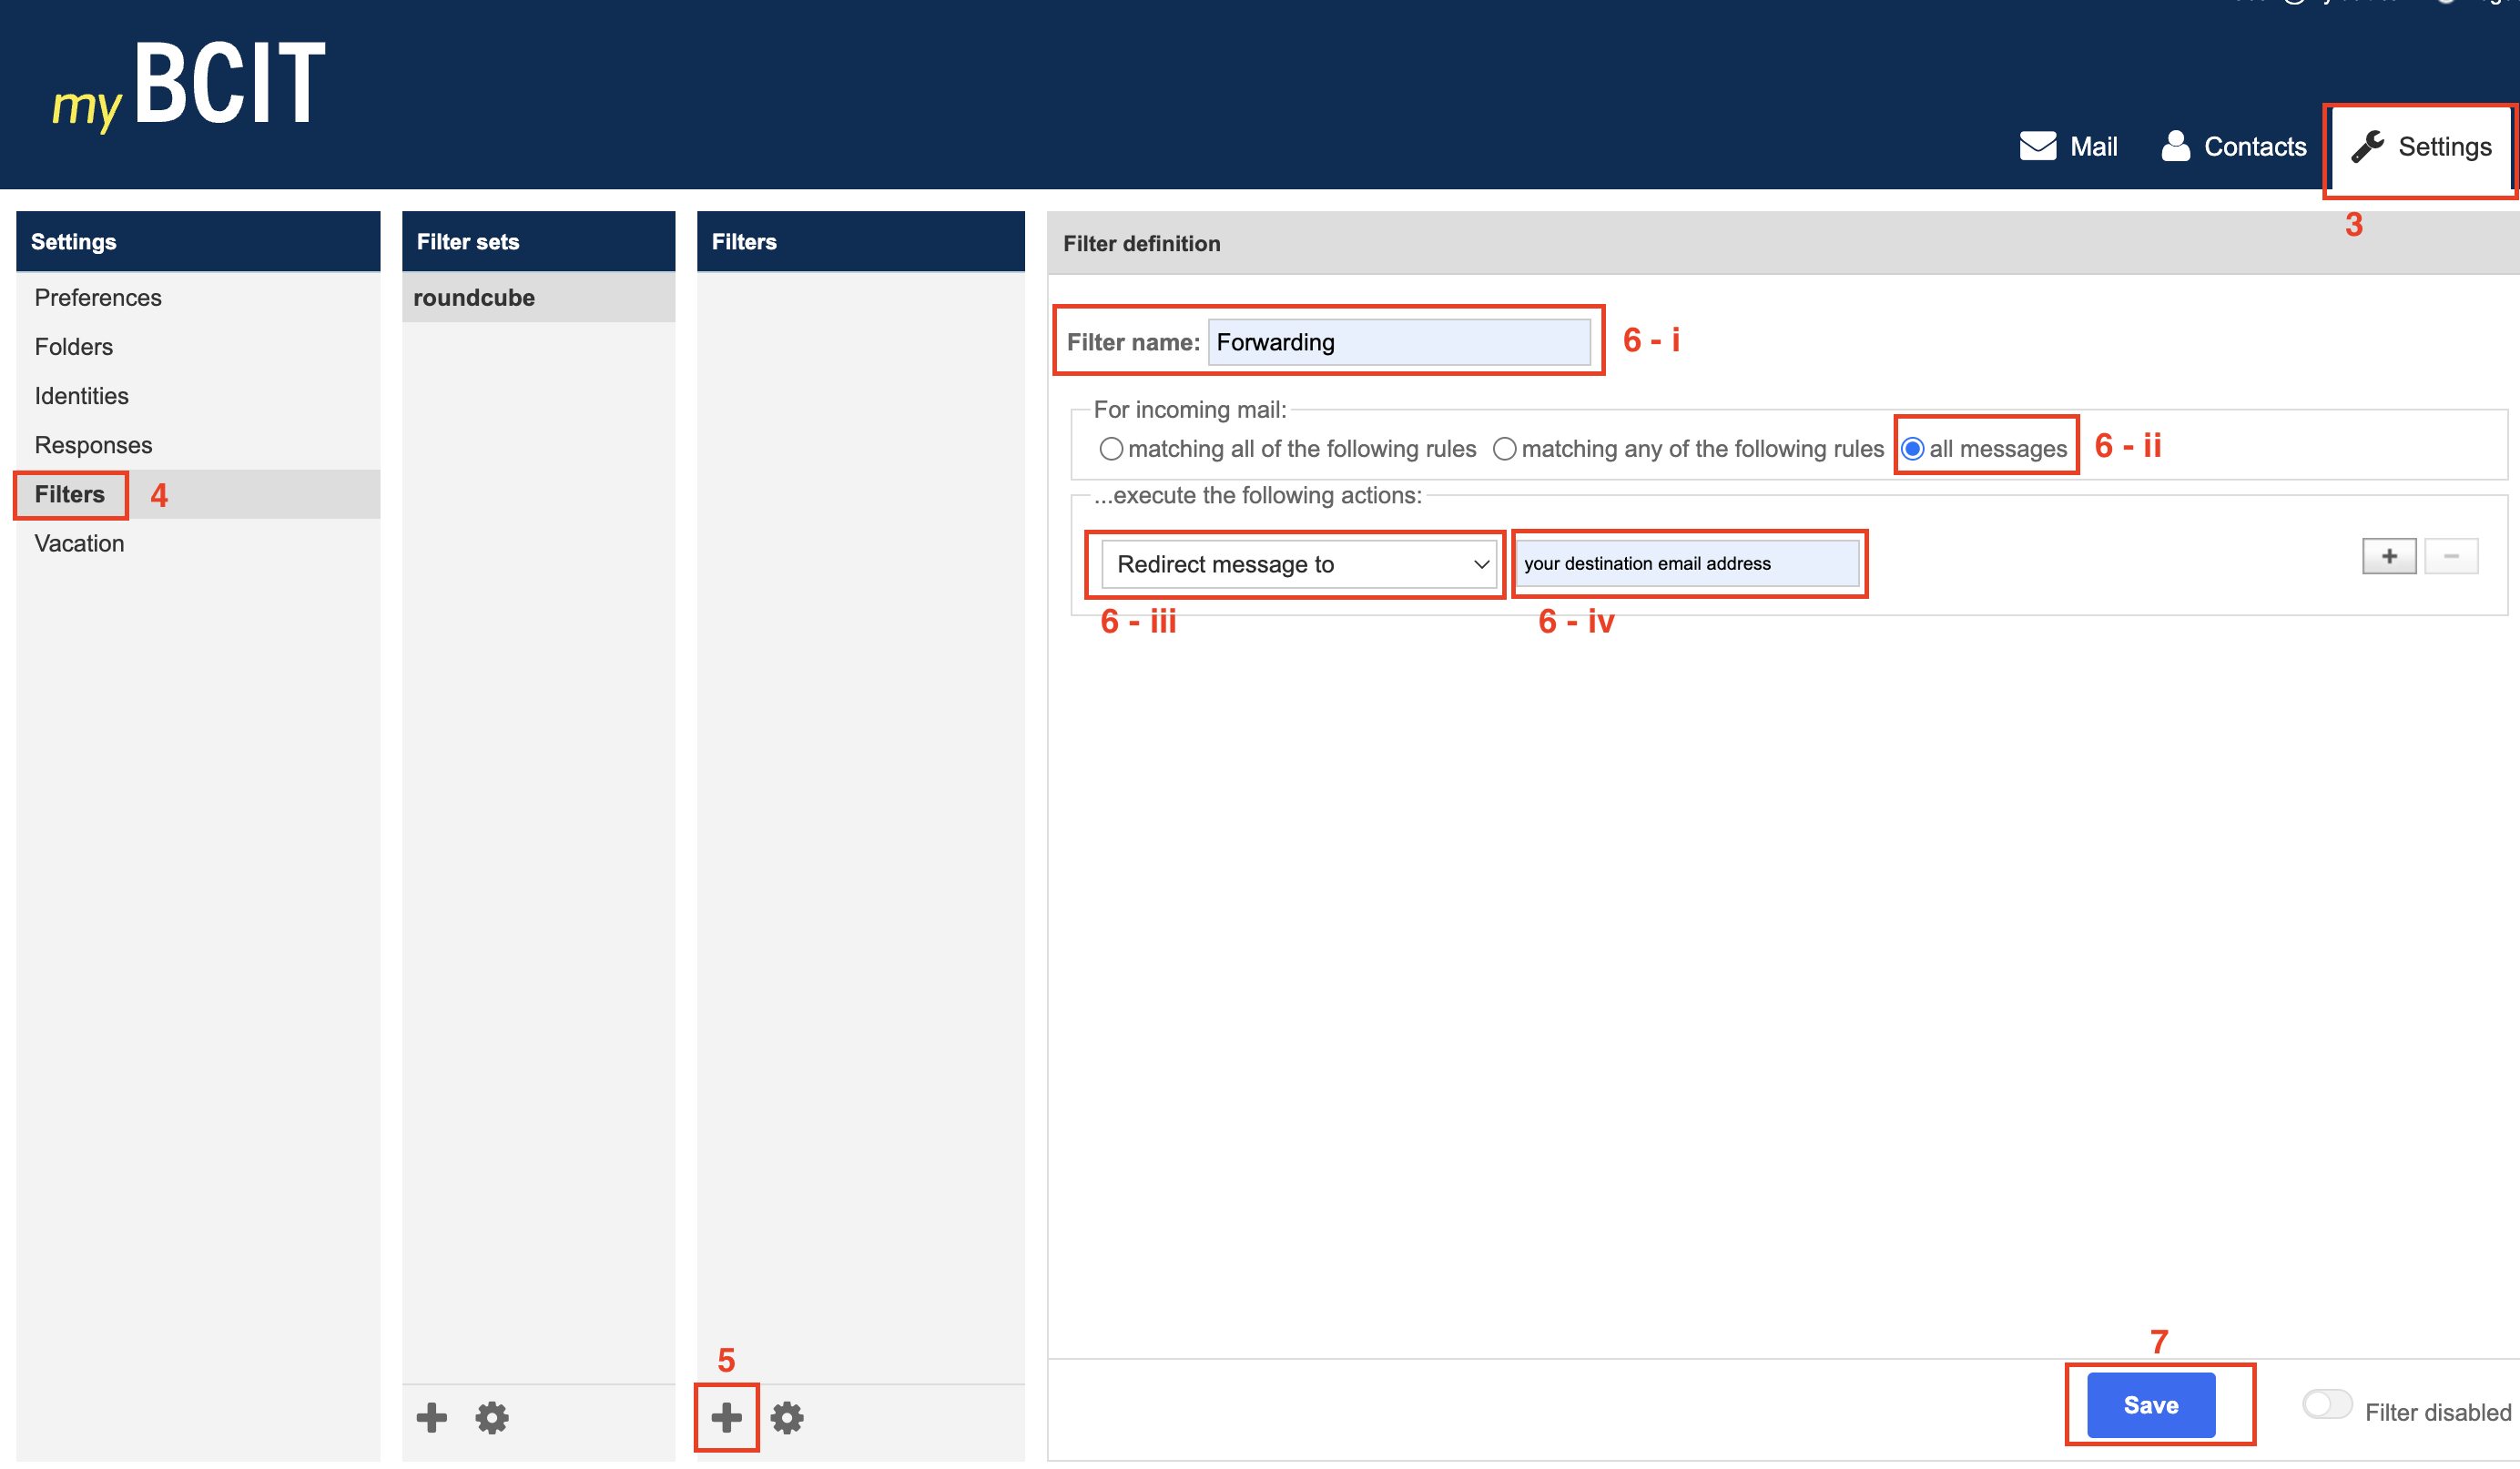 my BCIT
Mail
Contacts
Settings
3
Settings
Preferences
Folders
Identities
Responses
Filters
4
Vacation
Filter sets
roundcube
Filters
5
Filter definition
Filter name: Forwarding
6 - i
For incoming mail:
matching all of the following rules matching any of the following rules all messages
6 - ii
...execute the following actions:
Redirect message to
your destination email address
6 - iii
6 - iv
7
Save
Filter disabled